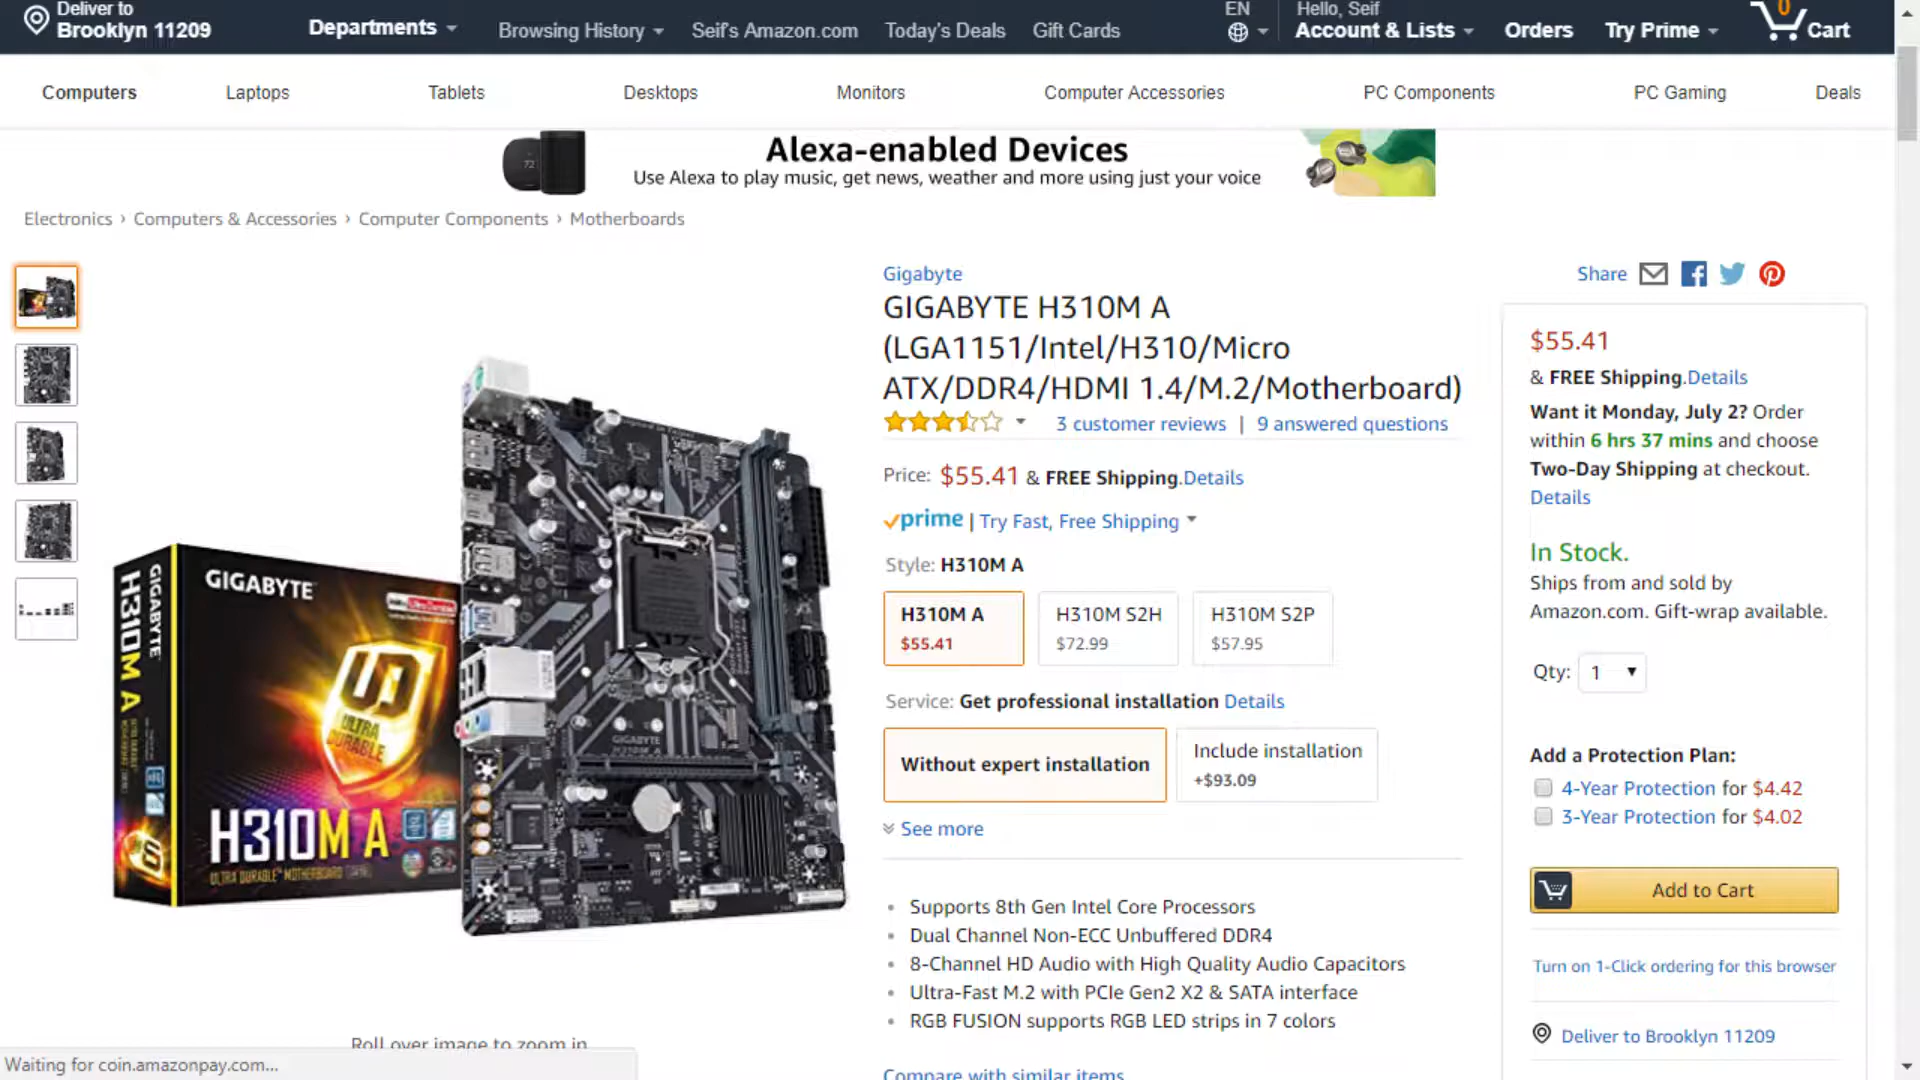 Deliver to
Brooklyn 11209
Departments
Browsing History
Seif's Amazon.com
Today's Deals
Gift Cards
EN
Hello, Seif
Account & Lists
Orders
Try Prime
0
Cart
Computers
Laptops
Tablets
Desktops
Monitors
Computer Accessories
PC Components
PC Gaming
Deals
72
Alexa-enabled Devices
Use Alexa to play music, get news, weather and more using just your voice
Electronics › Computers & Accessories › Computer Components › Motherboards
GIGABYTE
H310M A
GIGABYTE
ULTRA
DURABLE
H310M A
ULTRA DURABLE MOTHERBOARD
GIGABYTE
H310M A
Roll over image to zoom in
Gigabyte
GIGABYTE H310M A
(LGA1151/Intel/H310/Micro
ATX/DDR4/HDMI 1.4/M.2/Motherboard)
3 customer reviews | 9 answered questions
Price: $55.41 & FREE Shipping.Details
prime | Try Fast, Free Shipping
Style: H310M A
H310M A
$55.41
H310M S2H
$72.99
H310M S2P
$57.95
Service: Get professional installation Details
Without expert installation
Include installation
+$93.09
See more
• Supports 8th Gen Intel Core Processors
• Dual Channel Non-ECC Unbuffered DDR4
• 8-Channel HD Audio with High Quality Audio Capacitors
• Ultra-Fast M.2 with PCIe Gen2 X2 & SATA interface
• RGB FUSION supports RGB LED strips in 7 colors
Compare with similar items
Share
$55.41
& FREE Shipping.Details
Want it Monday, July 2? Order
within 6 hrs 37 mins and choose
Two-Day Shipping at checkout.
Details
In Stock.
Ships from and sold by
Amazon.com. Gift-wrap available.
Qty: 1
Add a Protection Plan:
4-Year Protection for $4.42
3-Year Protection for $4.02
Add to Cart
Turn on 1-Click ordering for this browser
Deliver to Brooklyn 11209
Waiting for coin.amazonpay.com...